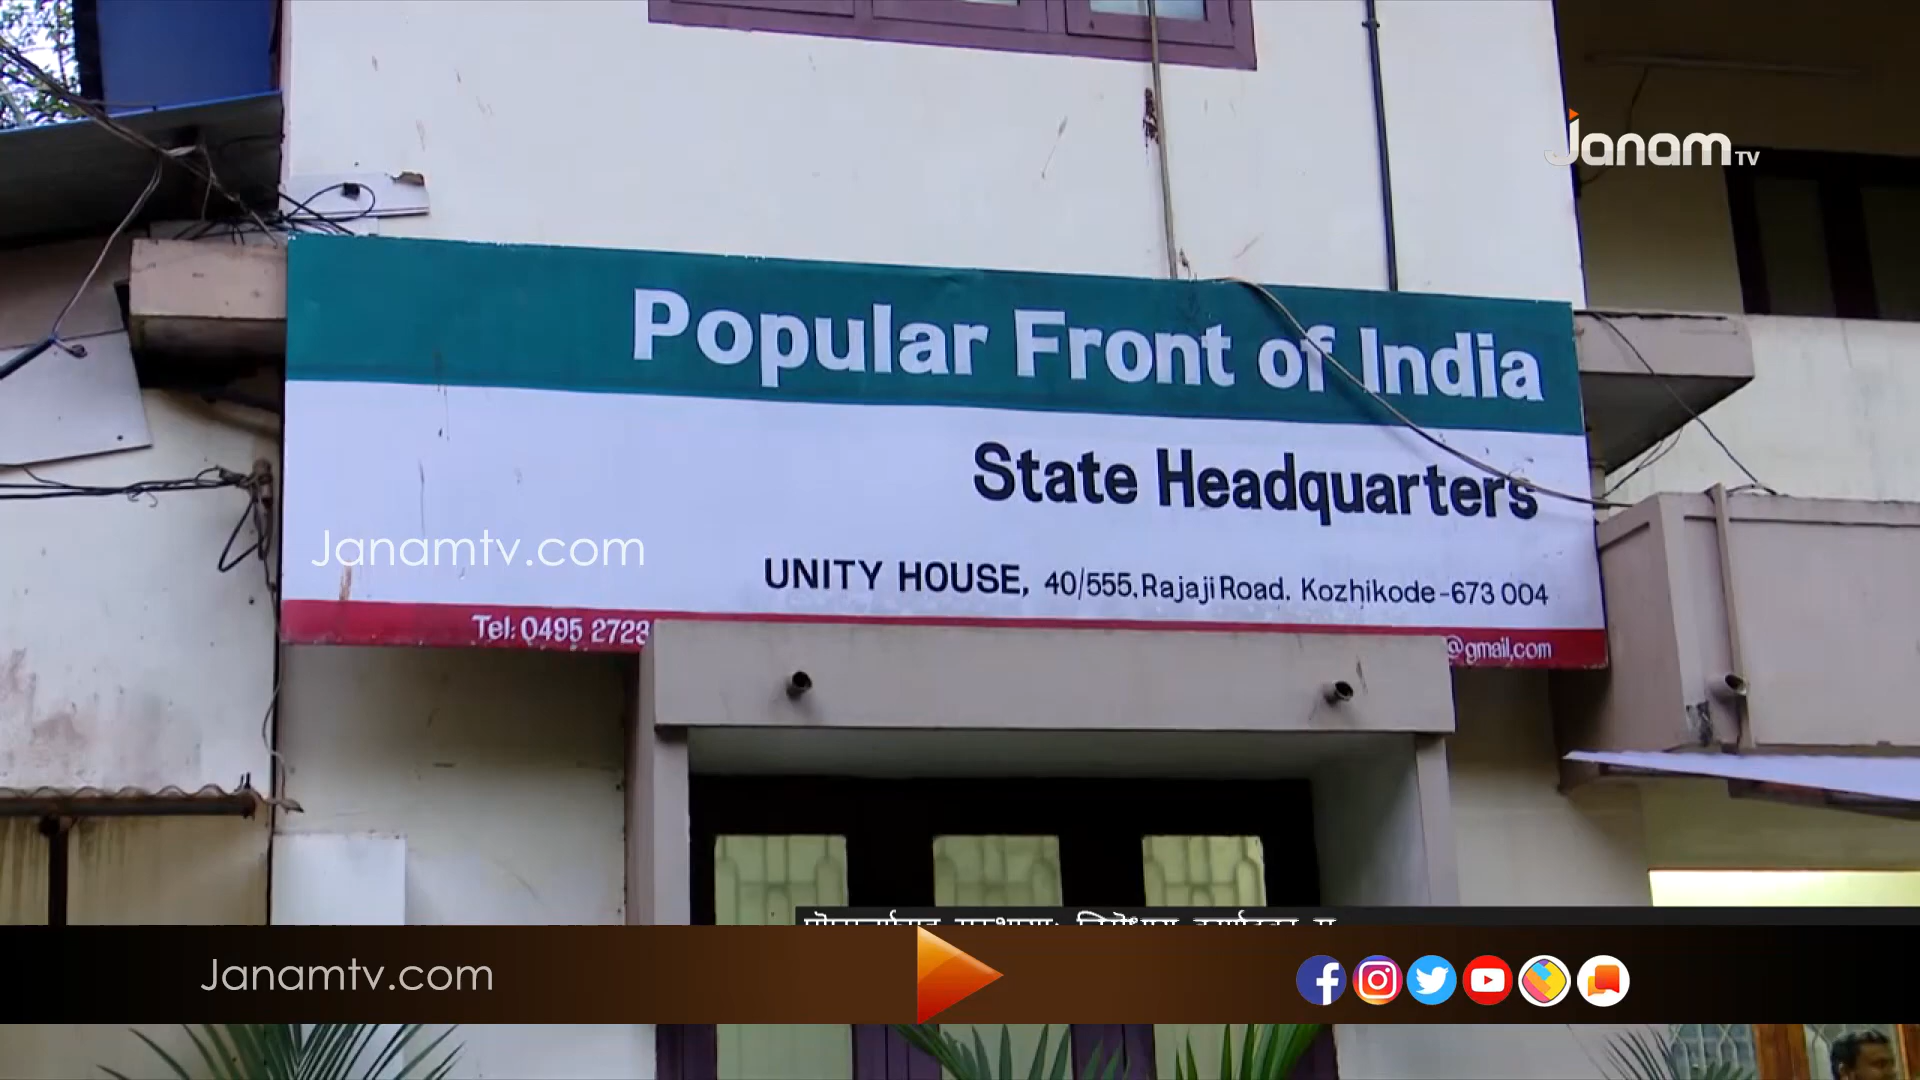 Janam TV
Popular Front of India
State Headquarters
Janamtv.com
UNITY HOUSE, 40/555, Rajaji Road, Kozhikode-673 004
Tel: 0495 2723
@gmail,com
Janamtv.com